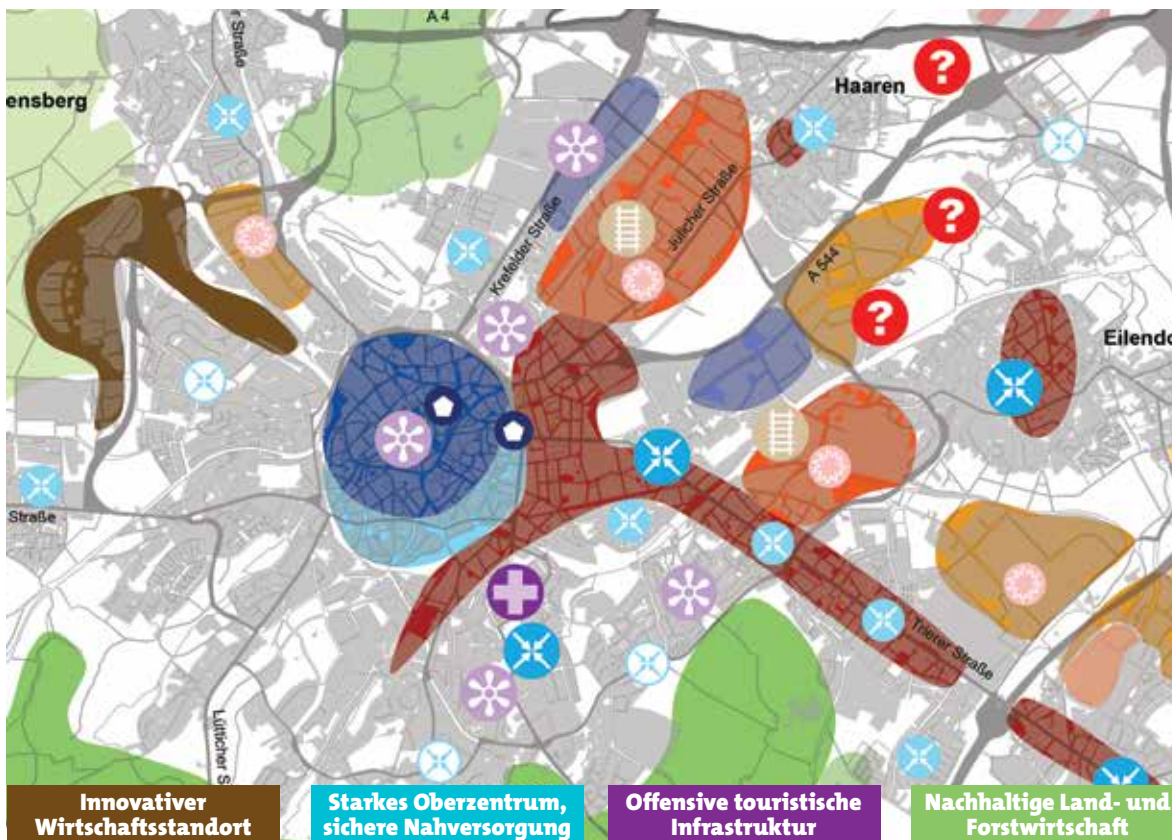 A 4
r Straße
ensberg
Haaren
?
?
?
Krefelder Straße
Jülicher Straße
A 544
Eilendo
Straße
Trierer Straße
Lütticher S
Innovativer
Wirtschaftsstandort
Starkes Oberzentrum,
sichere Nahversorgung
Offensive touristische
Infrastruktur
Nachhaltige Land- und
Forstwirtschaft